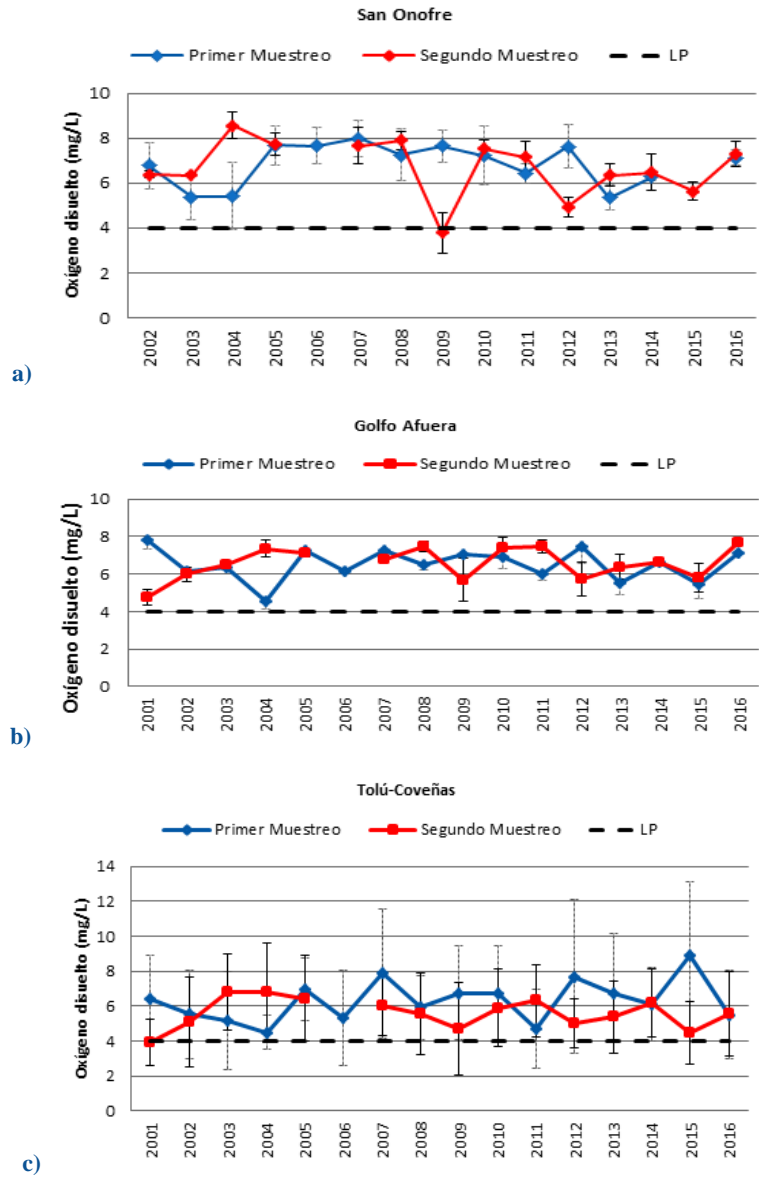 San Onofre
Primer Muestreo Segundo Muestreo LP
Oxígeno disuelto (mg/L)
10
8
6
4
2
0
2002 2003 2004 2005 2006 2007 2008 2009 2010 2011 2012 2013 2014 2015 2016
a)
Golfo Afuera
Primer Muestreo Segundo Muestreo LP
Oxígeno disuelto (mg/L)
10
8
6
4
2
0
2001 2002 2003 2004 2005 2006 2007 2008 2009 2010 2011 2012 2013 2014 2015 2016
b)
Tolú-Coveñas
Primer Muestreo Segundo Muestreo LP
Oxígeno disuelto (mg/L)
14
12
10
8
6
4
2
0
2001 2002 2003 2004 2005 2006 2007 2008 2009 2010 2011 2012 2013 2014 2015 2016
c)